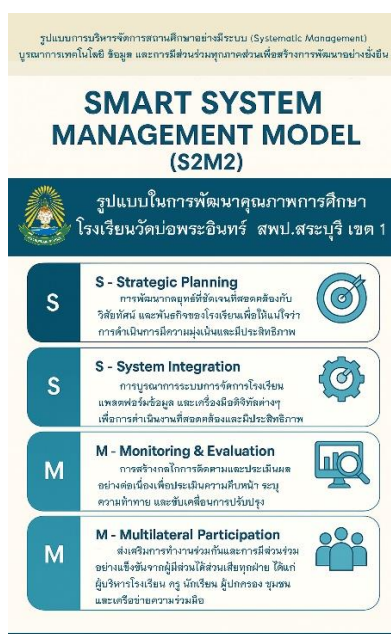 รูปแบบการบริหารจัดการสถานศึกษาอย่างมีระบบ (Systematic Management)
บูรณาการเทคโนโลยี ข้อมูล และการมีส่วนร่วมทุกภาคส่วนเพื่อสร้างการพัฒนาอย่างยั่งยืน
SMART SYSTEM
MANAGEMENT MODEL
(S2M2)
รูปแบบในการพัฒนาคุณภาพการศึกษา
โรงเรียนวัดบ่อพระอินทร์ สพป.สระบุรี เขต 1
S
S - Strategic Planning
การพัฒนากลยุทธ์ที่ชัดเจนที่สอดคล้องกับ
วิสัยทัศน์ และพันธกิจของโรงเรียนเพื่อให้แน่ใจว่า
การดำเนินการมีความมุ่งเน้นและมีประสิทธิภาพ
S
S - System Integration
การบูรณาการระบบการจัดการโรงเรียน
แพลตฟอร์มข้อมูล และเครื่องมือดิจิทัลต่างๆ
เพื่อการดำเนินงานที่สอดคล้องและมีประสิทธิภาพ
M
M - Monitoring & Evaluation
การสร้างกลไกการติดตามและประเมินผล
อย่างต่อเนื่องเพื่อประเมินความคืบหน้า ระบุ
ความท้าทาย และขับเคลื่อนการปรับปรุง
M
M - Multilateral Participation
ส่งเสริมการทำงานร่วมกันและการมีส่วนร่วม
อย่างแข็งขันจากผู้มีส่วนได้ส่วนเสียทุกฝ่าย ได้แก่
ผู้บริหารโรงเรียน ครู นักเรียน ผู้ปกครอง ชุมชน
และเครือข่ายความร่วมมือ